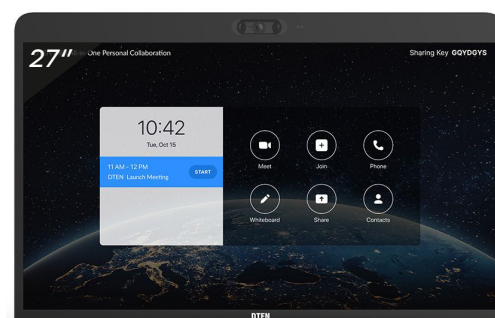 27"
One Personal Collaboration
Sharing Key GQYDGYS
10:42
Tue, Oct 15
11 AM - 12 PM
DTEN Launch Meeting
START
Meet
Join
Phone
Whiteboard
Share
Contacts
DTEN